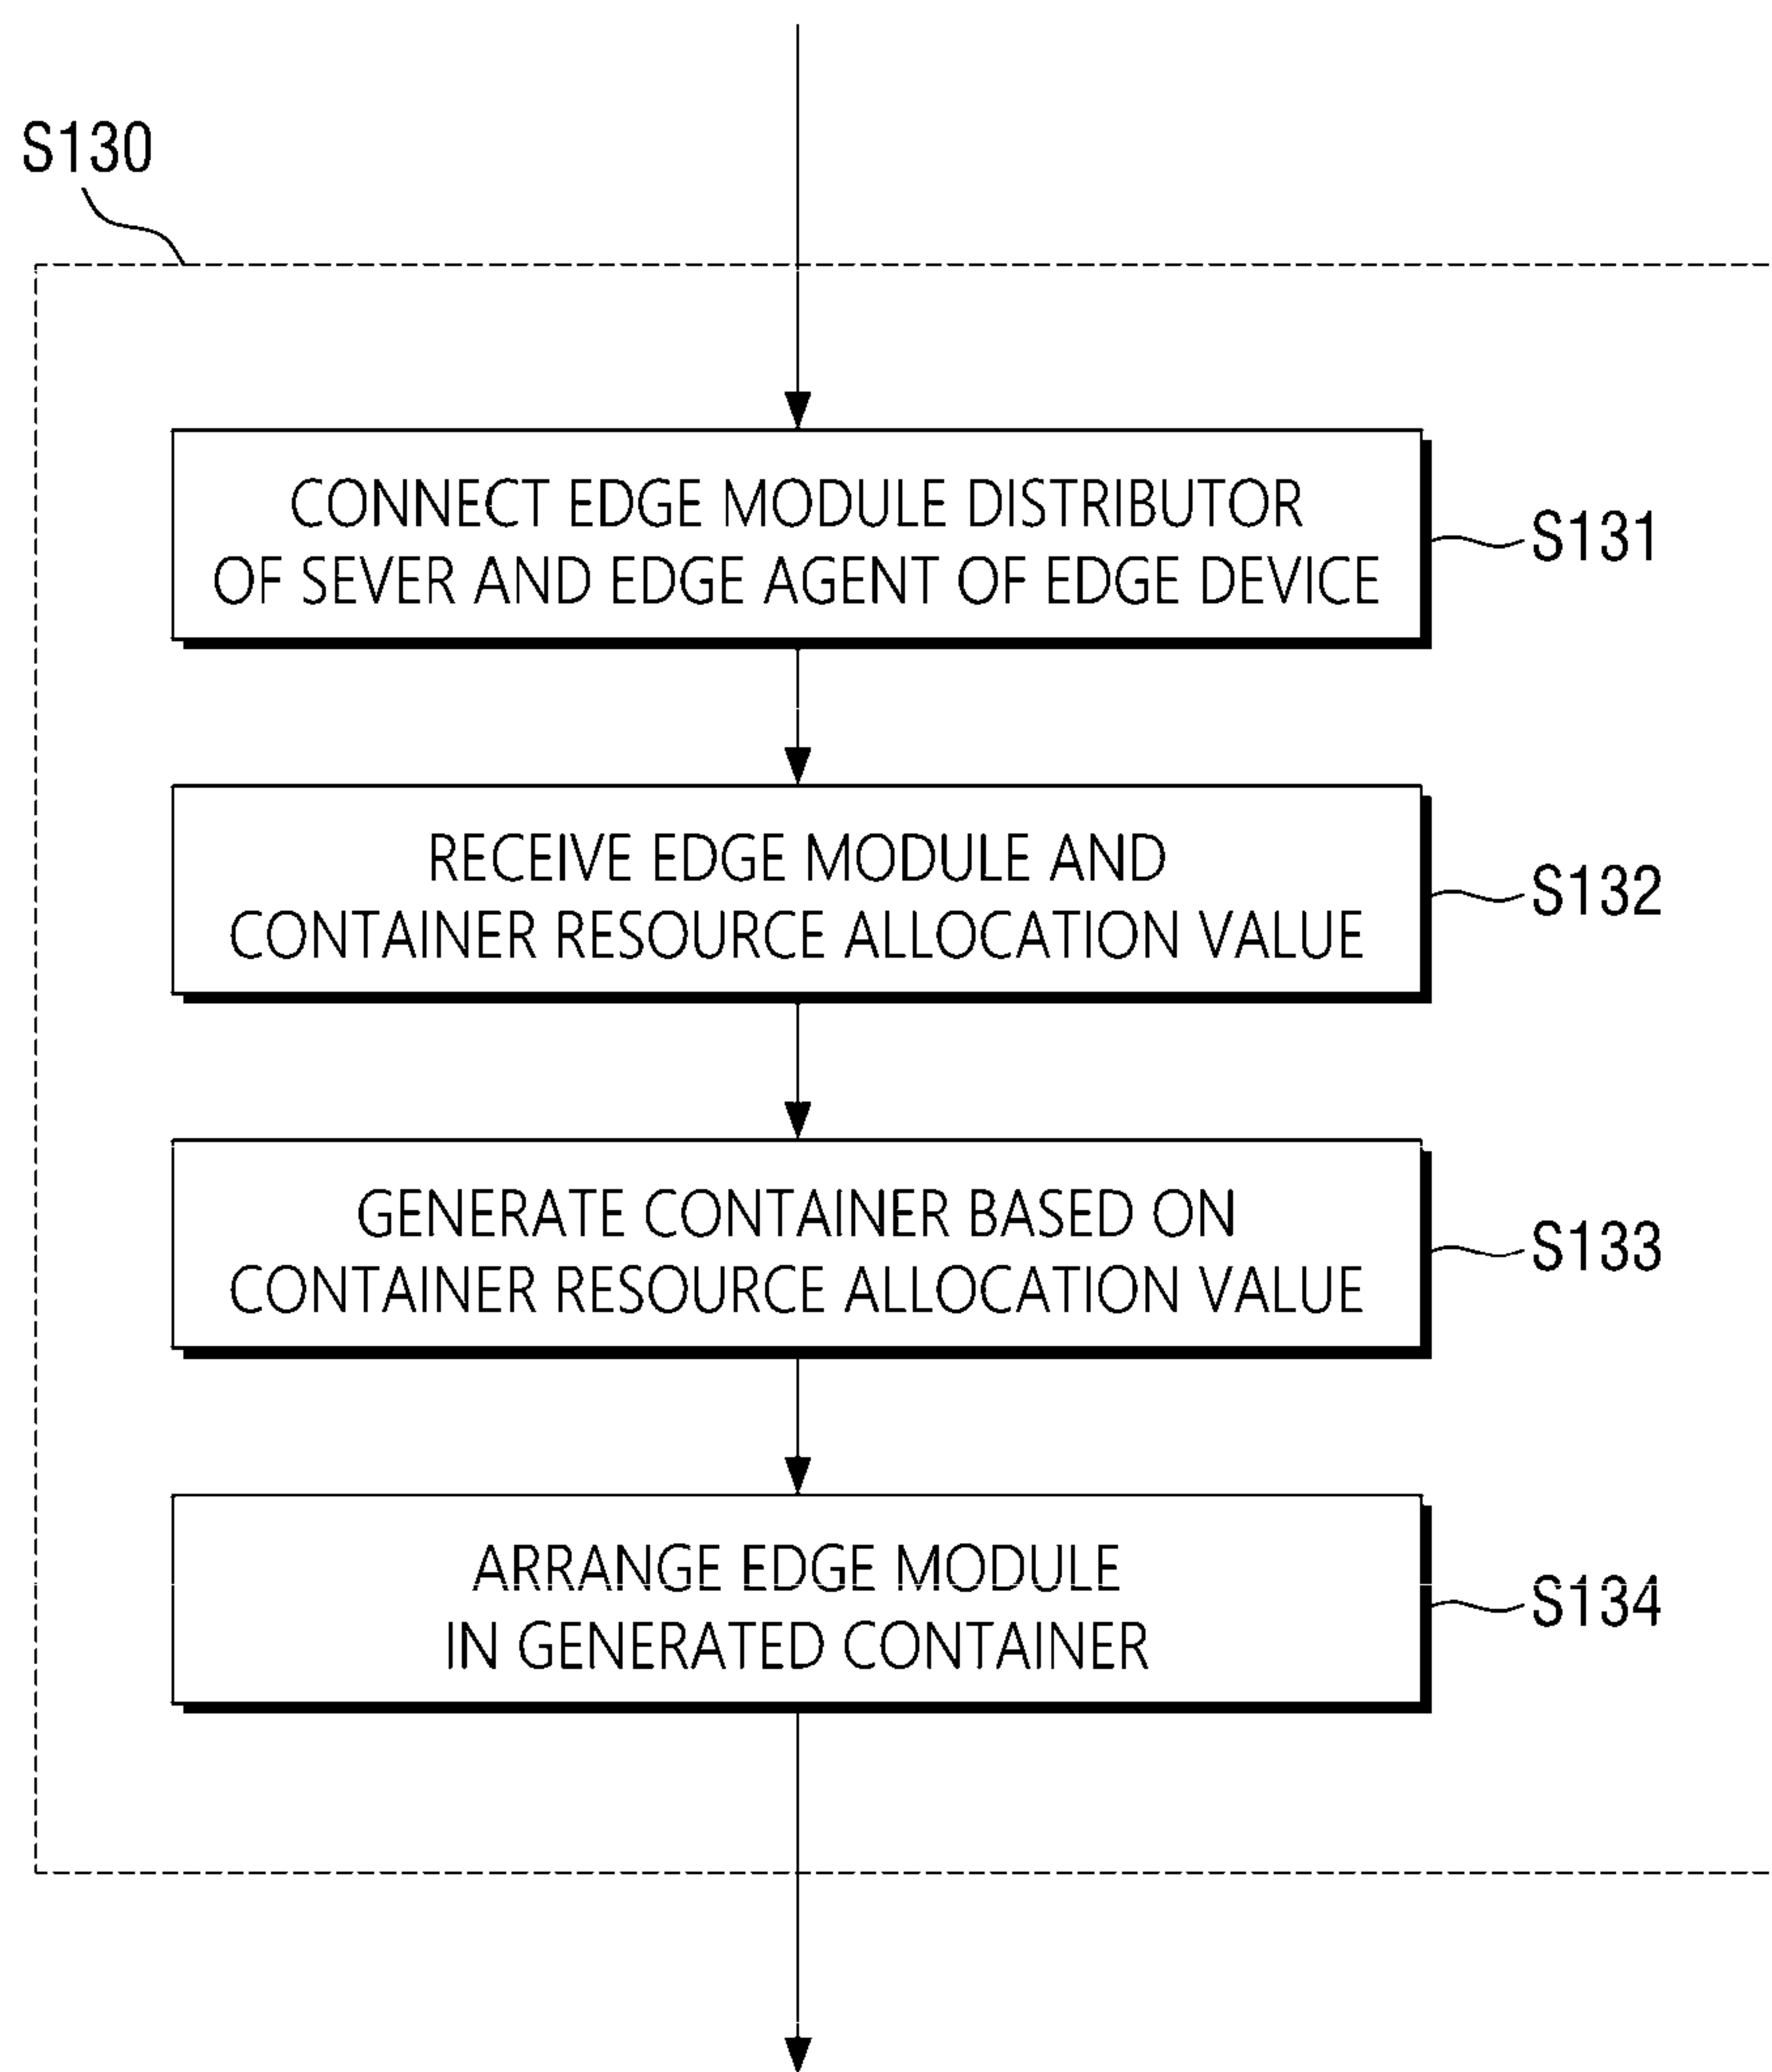 S130
CONNECT EDGE MODULE DISTRIBUTOR
OF SEVER AND EDGE AGENT OF EDGE DEVICE
S131
RECEIVE EDGE MODULE AND
CONTAINER RESOURCE ALLOCATION VALUE
S132
GENERATE CONTAINER BASED ON
CONTAINER RESOURCE ALLOCATION VALUE
S133
ARRANGE EDGE MODULE
IN GENERATED CONTAINER
S134